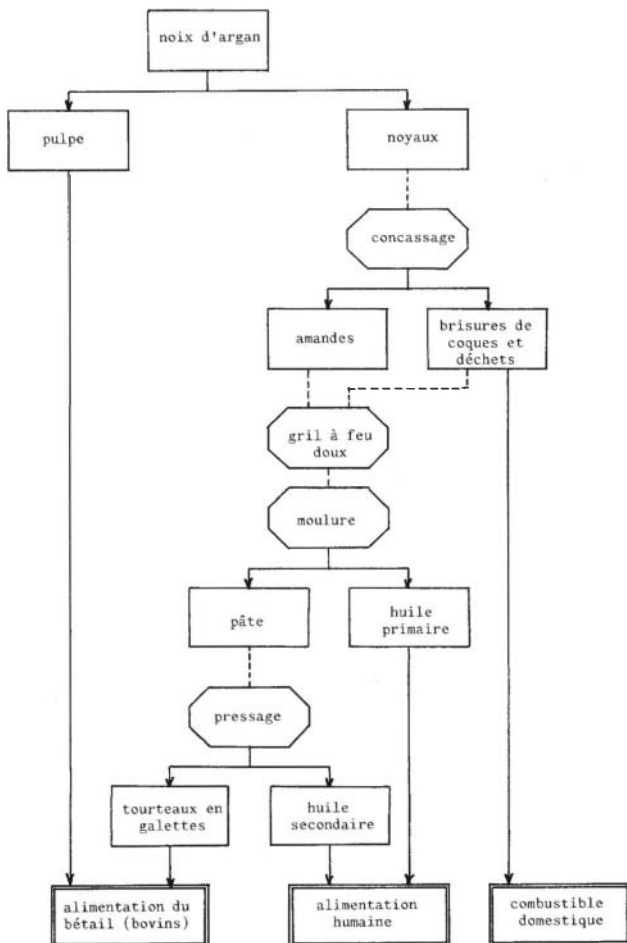 noix d'argan
pulpe
noyaux
concassage
amandes
brisures de
coques et
déchets
gril à feu
doux
moulure
pâte
huile
primaire
pressage
tourteaux en
galettes
huile
secondaire
alimentation du
bétail (bovins)
alimentation
humaine
combustible
domestique